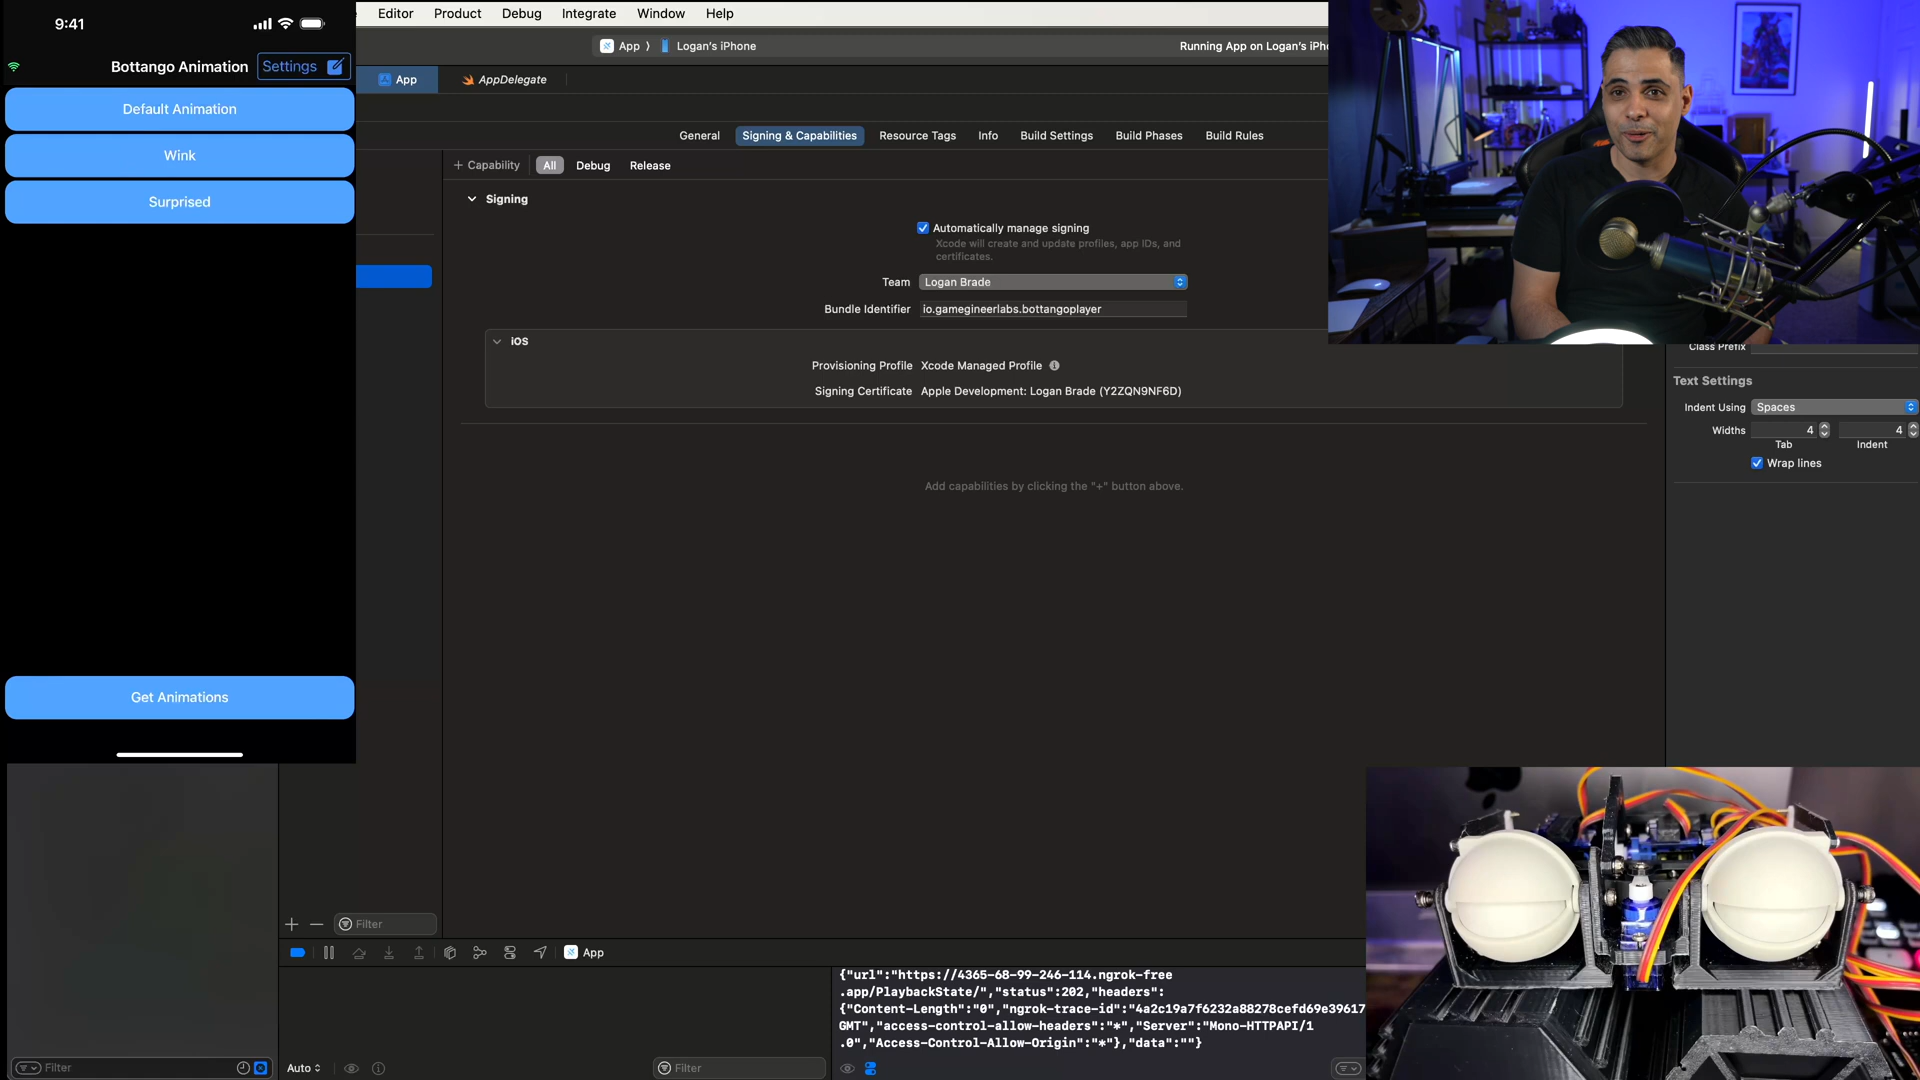 9:41
Bottango Animation
Settings
Default Animation
Wink
Surprised
Get Animations
Editor
Product
Debug
Integrate
Window
Help
App
Logan's iPhone
Running App on Logan's iPho
App
AppDelegate
General
Signing & Capabilities
Resource Tags
Info
Build Settings
Build Phases
Build Rules
+ Capability
All
Debug
Release
Signing
Automatically manage signing
Xcode will create and update profiles, app IDs, and
certificates.
Team
Logan Brade
Bundle Identifier
io.gamegineerlabs.bottangoplayer
iOS
Provisioning Profile
Xcode Managed Profile
Signing Certificate
Apple Development: Logan Brade (Y2ZQN9NF6D)
Add capabilities by clicking the "+" button above.
Class Prefix
Text Settings
Indent Using
Spaces
Widths
4
4
Tab
Indent
Wrap lines
Filter
App
{"url":"https://4365-68-99-246-114.ngrok-free
.app/PlaybackState/","status":202,"headers":
{"Content-Length":"0","ngrok-trace-id":"4a2c19a7f6232a88278cefd69e39617
GMT","access-control-allow-headers":"*","Server":"Mono-HTTPAPI/1
.0","Access-Control-Allow-Origin":"*"},"data":""}
Filter
Auto
Filter